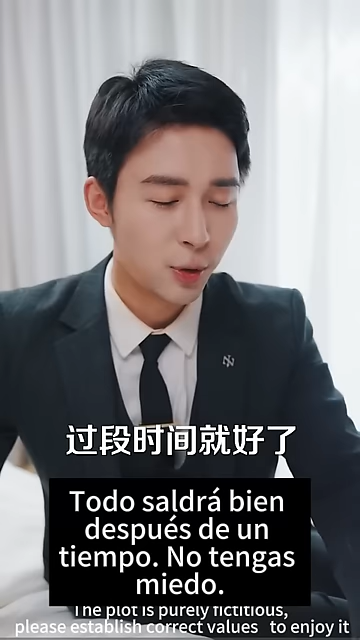 过段时间就好了
Todo saldrá bien
después de un
tiempo. No tengas
miedo.
The plot is purely fictitious,
please establish correct values to enjoy it